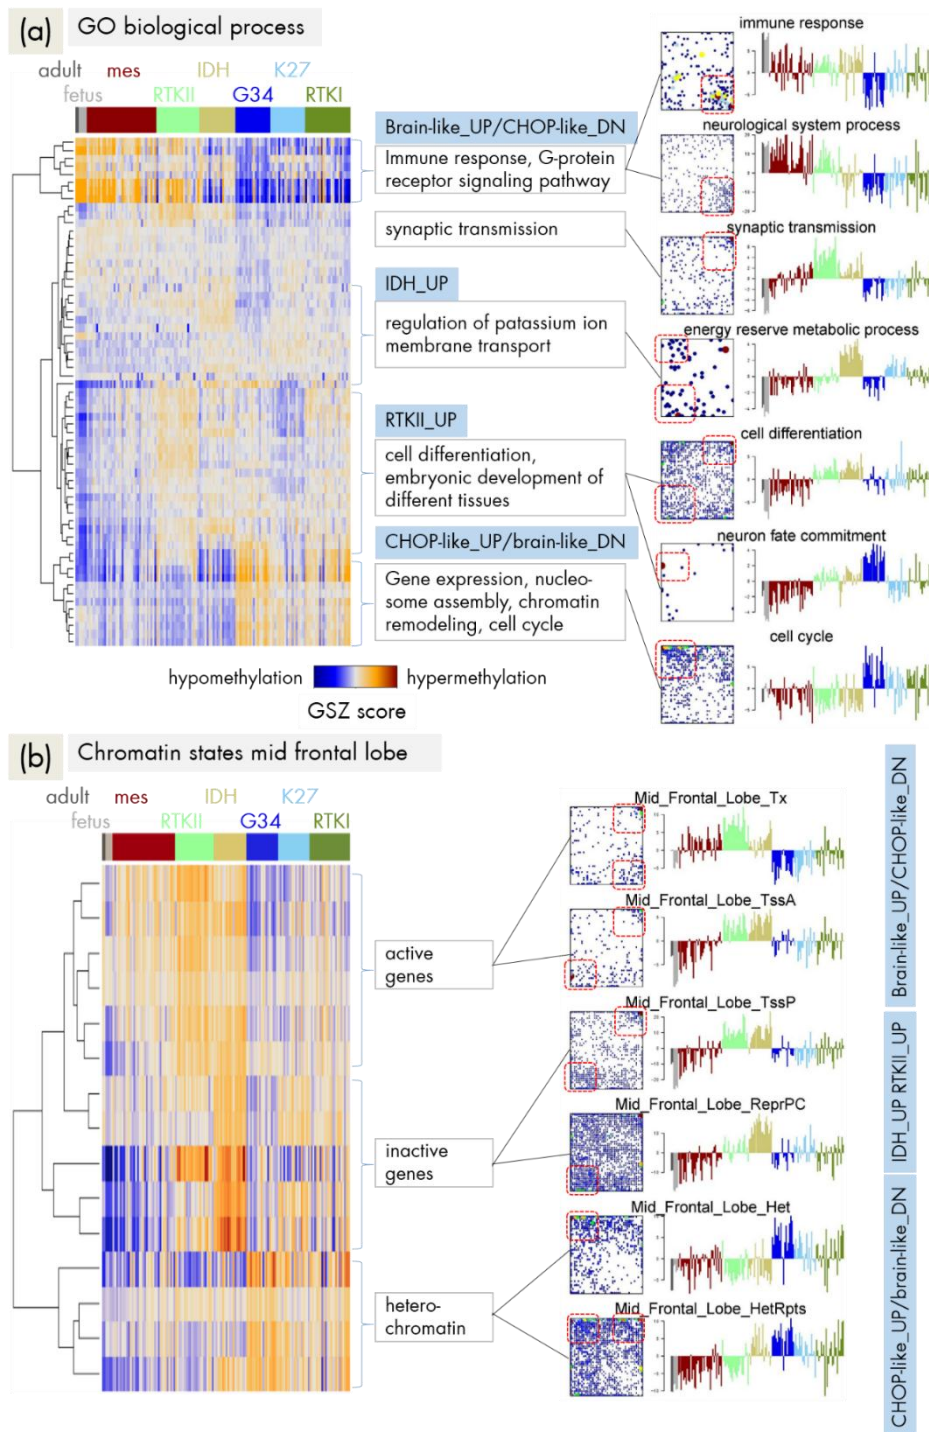 (a) GO biological process
adult mes IDH K27
fetus RTKII G34 RTKI
Brain-like_UP/CHOP-like_DN
Immune response, G-protein
receptor signaling pathway
synaptic transmission
IDH_UP
regulation of patassium ion
membrane transport
RTKII_UP
cell differentiation,
embryonic development of
different tissues
CHOP-like_UP/brain-like_DN
Gene expression, nucleo-
some assembly, chromatin
remodeling, cell cycle
hypomethylation hypermethylation
GSZ score
immune response
neurological system process
synaptic transmission
energy reserve metabolic process
cell differentiation
neuron fate commitment
cell cycle
(b) Chromatin states mid frontal lobe
adult mes IDH K27
fetus RTKII G34 RTKI
active
genes
inactive
genes
hetero-
chromatin
Mid_Frontal_Lobe_Tx
Mid_Frontal_Lobe_TssA
Mid_Frontal_Lobe_TssP
Mid_Frontal_Lobe_ReprPC
Mid_Frontal_Lobe_Het
Mid_Frontal_Lobe_HetRpts
Brain-like_UP/CHOP-like_DN
IDH_UP RTKII_UP
CHOP-like_UP/brain-like_DN